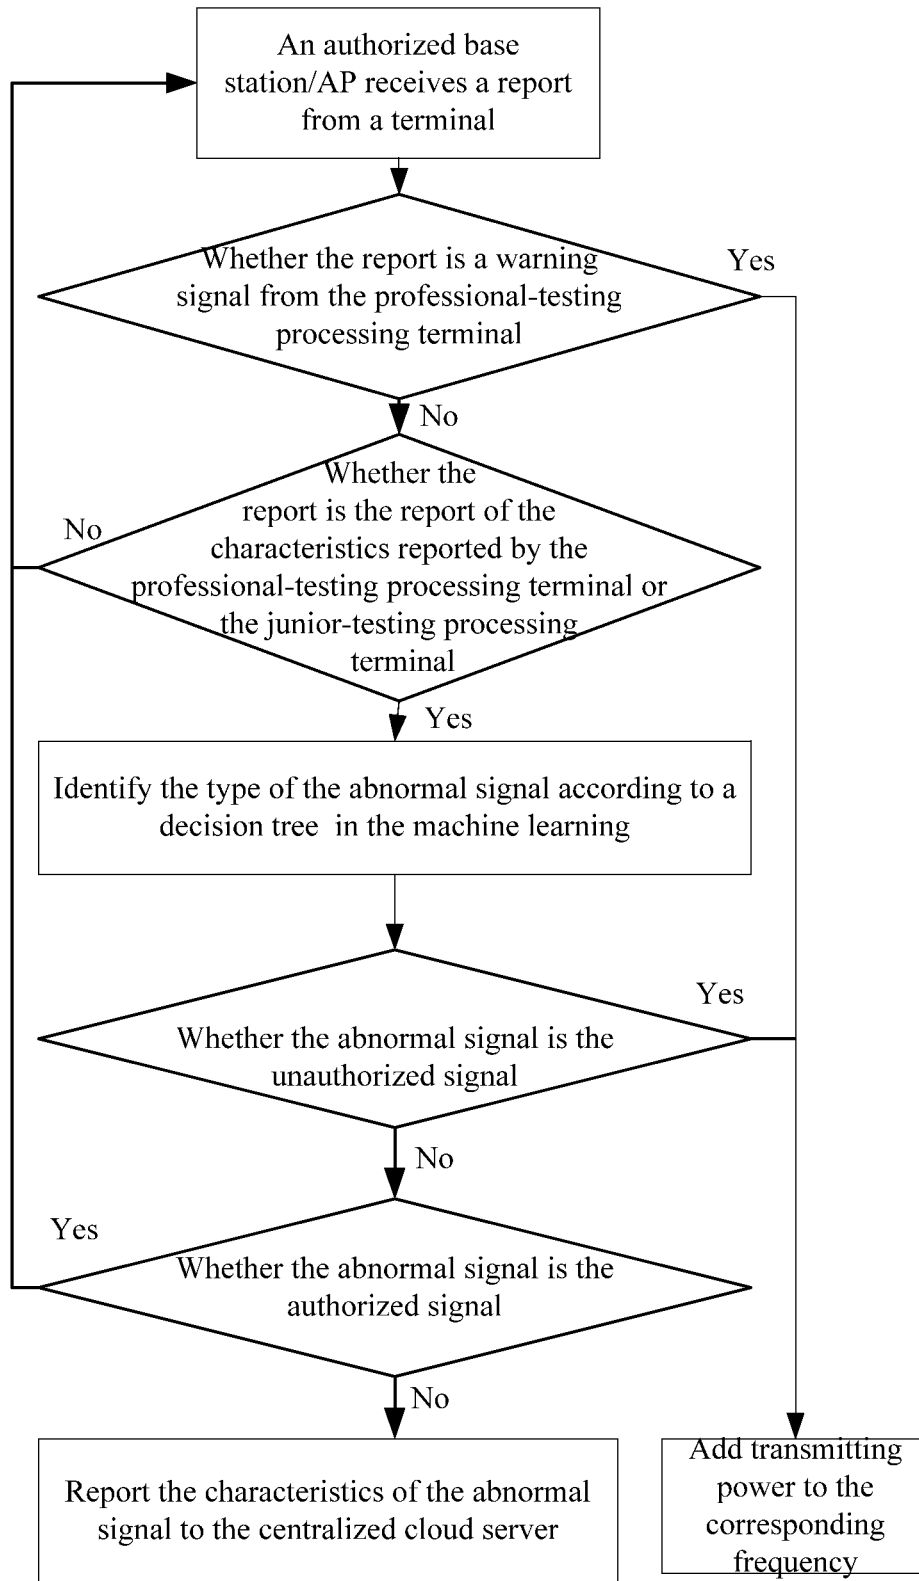 An authorized base
station/AP receives a report
from a terminal
Whether the report is a warning
signal from the professional-testing
processing terminal
Yes
No
Whether the
report is the report of the
characteristics reported by the
professional-testing processing terminal or
the junior-testing processing
terminal
No
Yes
Identify the type of the abnormal signal according to a
decision tree in the machine learning
Whether the abnormal signal is the
unauthorized signal
Yes
No
Whether the abnormal signal is the
authorized signal
Yes
No
Report the characteristics of the abnormal
signal to the centralized cloud server
Add transmitting
power to the
corresponding
frequency